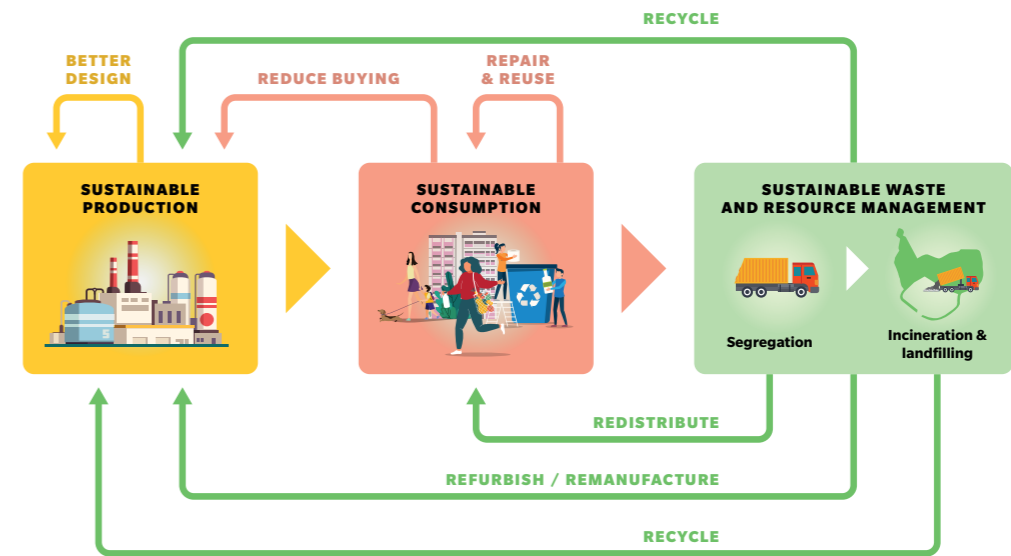 RECYCLE
BETTER
DESIGN
REDUCE BUYING
REPAIR
& REUSE
SUSTAINABLE
PRODUCTION
SUSTAINABLE
CONSUMPTION
SUSTAINABLE WASTE
AND RESOURCE MANAGEMENT
5
Segregation
Incineration &
landfilling
REDISTRIBUTE
REFURBISH / REMANUFACTURE
RECYCLE